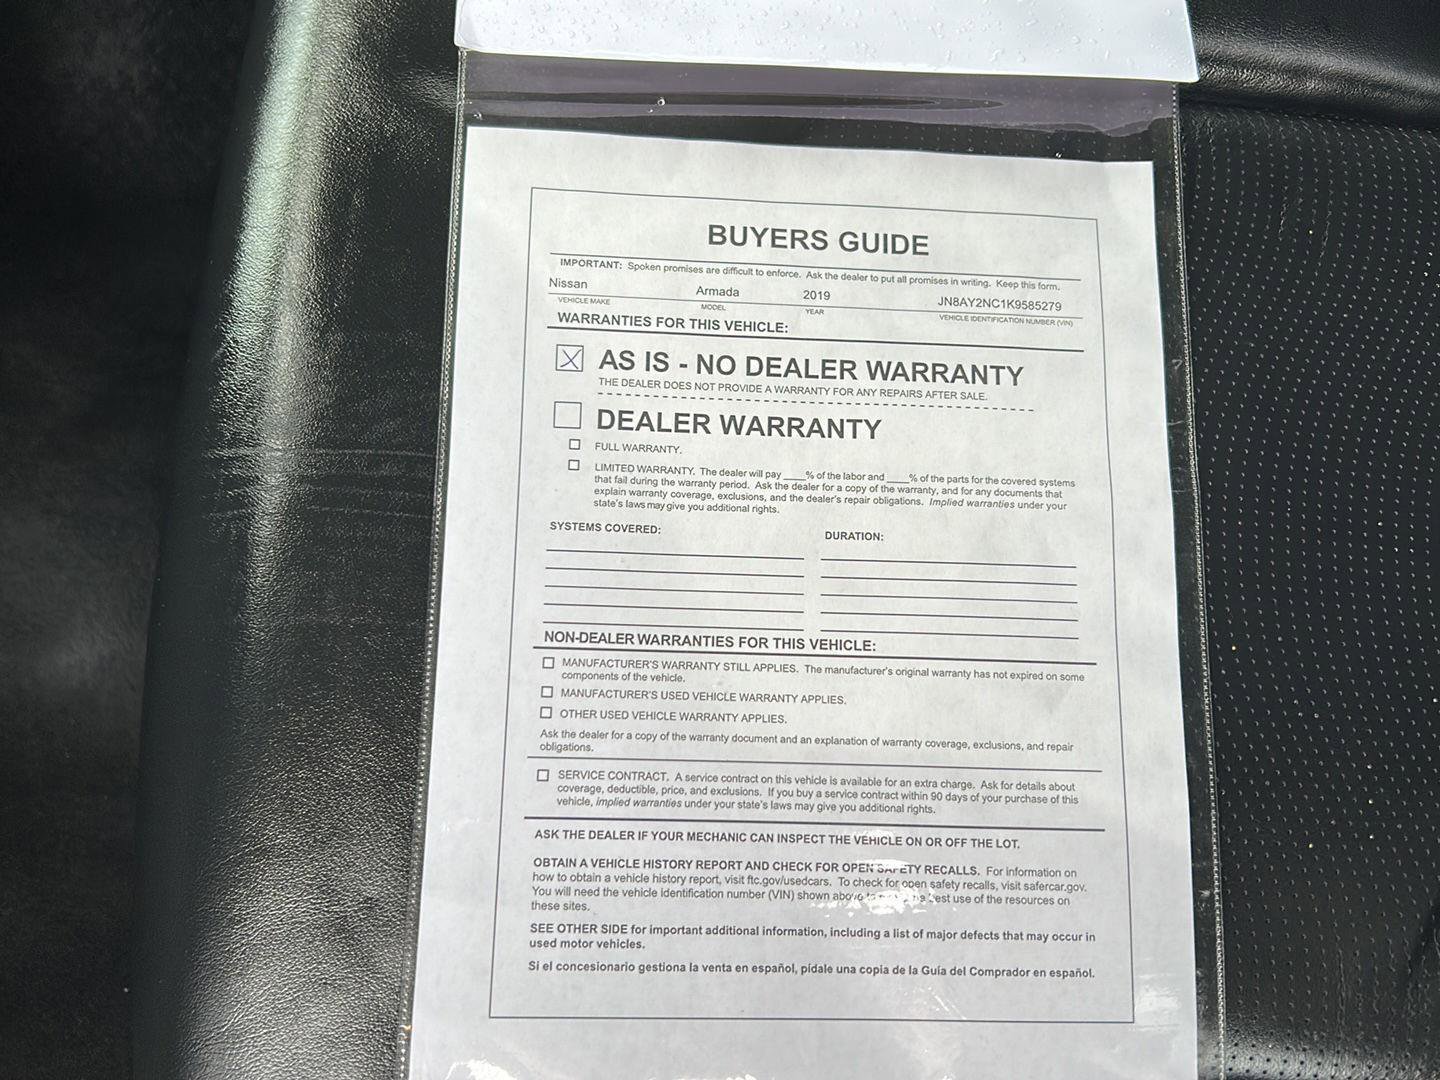 BUYERS GUIDE
IMPORTANT: Spoken promises are difficult to enforce. Ask the dealer to put all promises in writing. Keep this form.
Nissan Armada 2019 JN8AY2NC1K9585279
VEHICLE MAKE MODEL YEAR VEHICLE IDENTIFICATION NUMBER (VIN)
WARRANTIES FOR THIS VEHICLE:
AS IS - NO DEALER WARRANTY
THE DEALER DOES NOT PROVIDE A WARRANTY FOR ANY REPAIRS AFTER SALE.
DEALER WARRANTY
FULL WARRANTY.
LIMITED WARRANTY. The dealer will pay ____% of the labor and ____% of the parts for the covered systems
that fail during the warranty period. Ask the dealer for a copy of the warranty, and for any documents that
explain warranty coverage, exclusions, and the dealer's repair obligations. Implied warranties under your
state's laws may give you additional rights.
SYSTEMS COVERED: DURATION:
NON-DEALER WARRANTIES FOR THIS VEHICLE:
MANUFACTURER'S WARRANTY STILL APPLIES. The manufacturer's original warranty has not expired on some
components of the vehicle.
MANUFACTURER'S USED VEHICLE WARRANTY APPLIES.
OTHER USED VEHICLE WARRANTY APPLIES.
Ask the dealer for a copy of the warranty document and an explanation of warranty coverage, exclusions, and repair
obligations.
SERVICE CONTRACT. A service contract on this vehicle is available for an extra charge. Ask for details about
coverage, deductible, price, and exclusions. If you buy a service contract within 90 days of your purchase of this
vehicle, implied warranties under your state's laws may give you additional rights.
ASK THE DEALER IF YOUR MECHANIC CAN INSPECT THE VEHICLE ON OR OFF THE LOT.
OBTAIN A VEHICLE HISTORY REPORT AND CHECK FOR OPEN SAFETY RECALLS. For information on
how to obtain a vehicle history report, visit ftc.gov/usedcars. To check for open safety recalls, visit safercar.gov.
You will need the vehicle identification number (VIN) shown above to best use of the resources on
these sites.
SEE OTHER SIDE for important additional information, including a list of major defects that may occur in
used motor vehicles.
Si el concesionario gestiona la venta en español, pídale una copia de la Guía del Comprador en español.